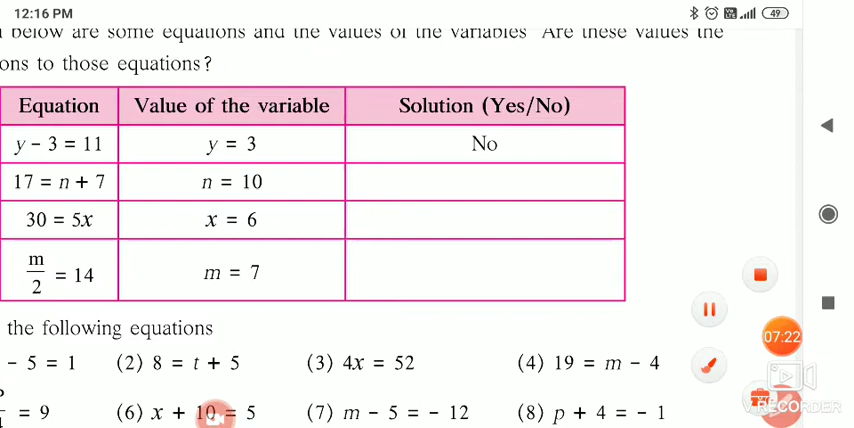 12:16 PM
49
below are some equations and the values of the variables Are these values the
ons to those equations?
Equation Value of the variable Solution (Yes/No)
y - 3 = 11 y = 3 No
17 = n + 7 n = 10
30 = 5x x = 6
m/2 = 14 m = 7
the following equations
- 5 = 1 (2) 8 = t + 5 (3) 4x = 52 (4) 19 = m - 4
= 9 (6) x + 10 = 5 (7) m - 5 = - 12 (8) p + 4 = - 1
07:22
RECORDER